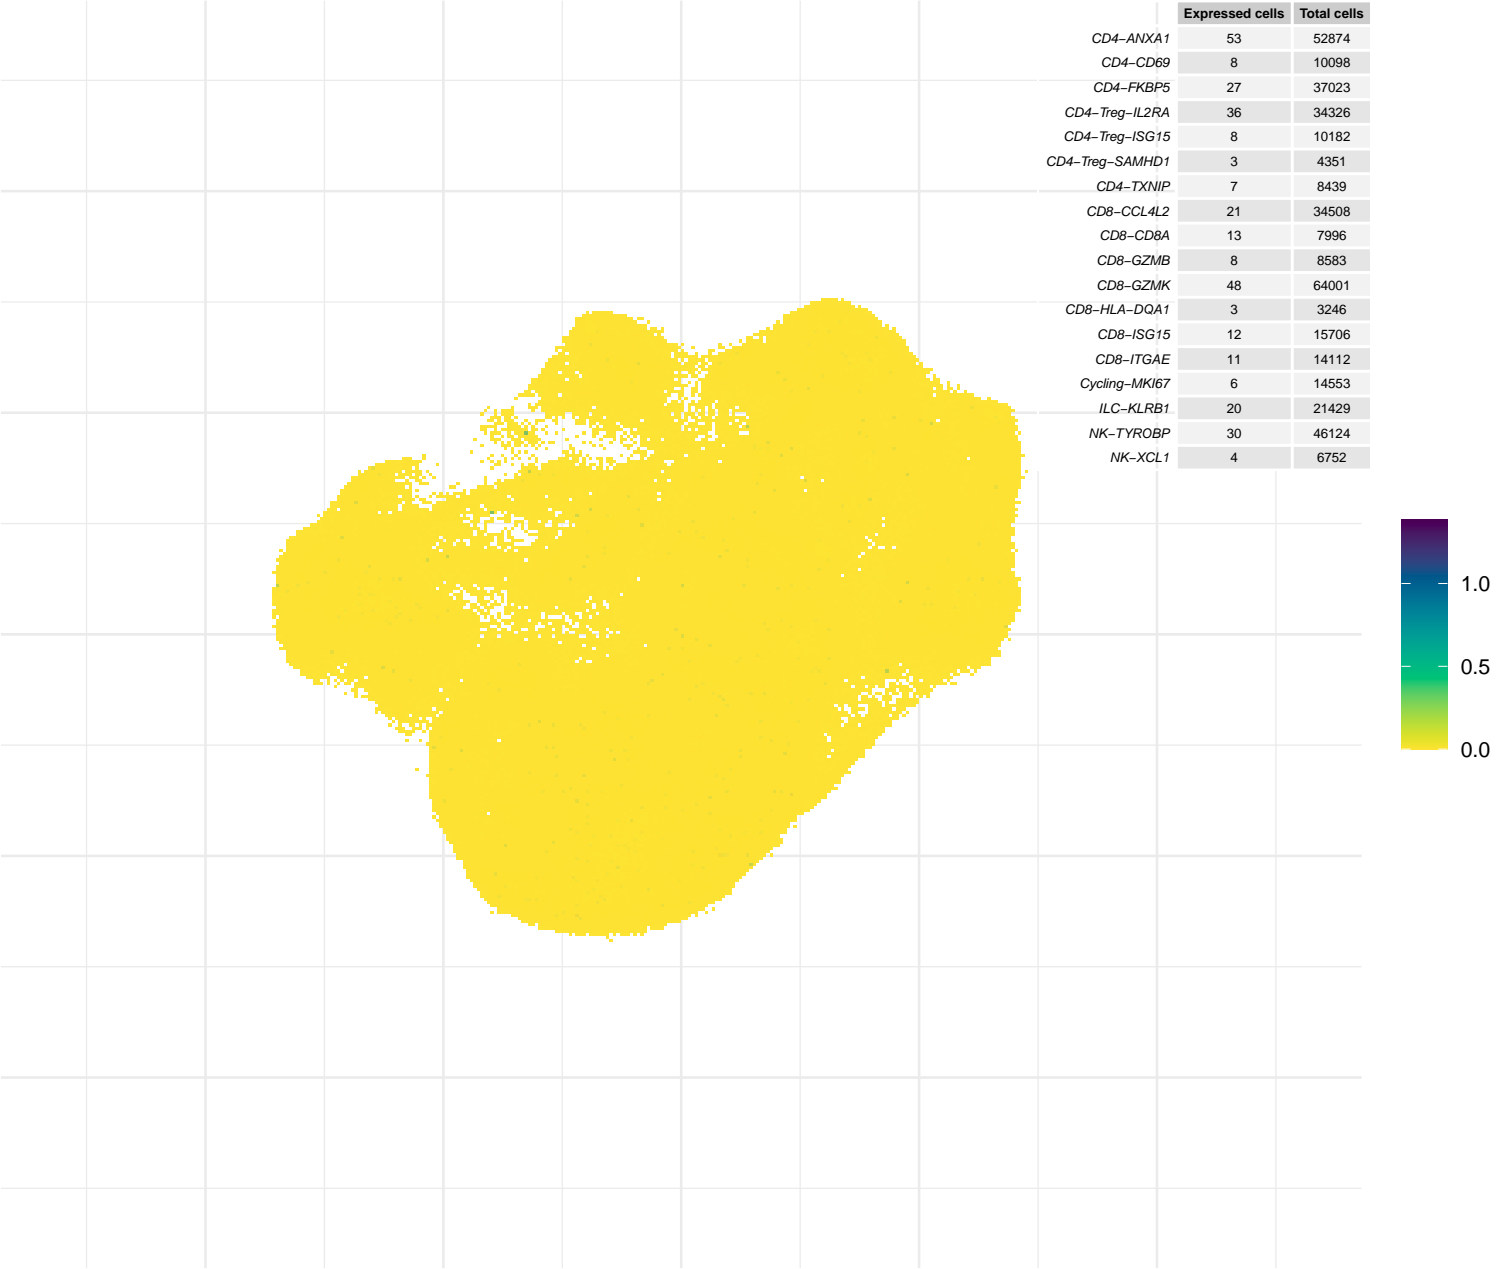 Expressed cells Total cells
CD4−ANXA1 53 52874
CD4−CD69 8 10098
CD4−FKBP5 27 37023
CD4−Treg−IL2RA 36 34326
CD4−Treg−ISG15 8 10182
CD4−Treg−SAMHD1 3 4351
CD4−TXNIP 7 8439
CD8−CCL4L2 21 34508
CD8−CD8A 13 7996
CD8−GZMB 8 8583
CD8−GZMK 48 64001
CD8−HLA−DQA1 3 3246
CD8−ISG15 12 15706
CD8−ITGAE 11 14112
Cycling−MKI67 6 14553
ILC−KLRB1 20 21429
NK−TYROBP 30 46124
NK−XCL1 4 6752
1.0
0.5
0.0